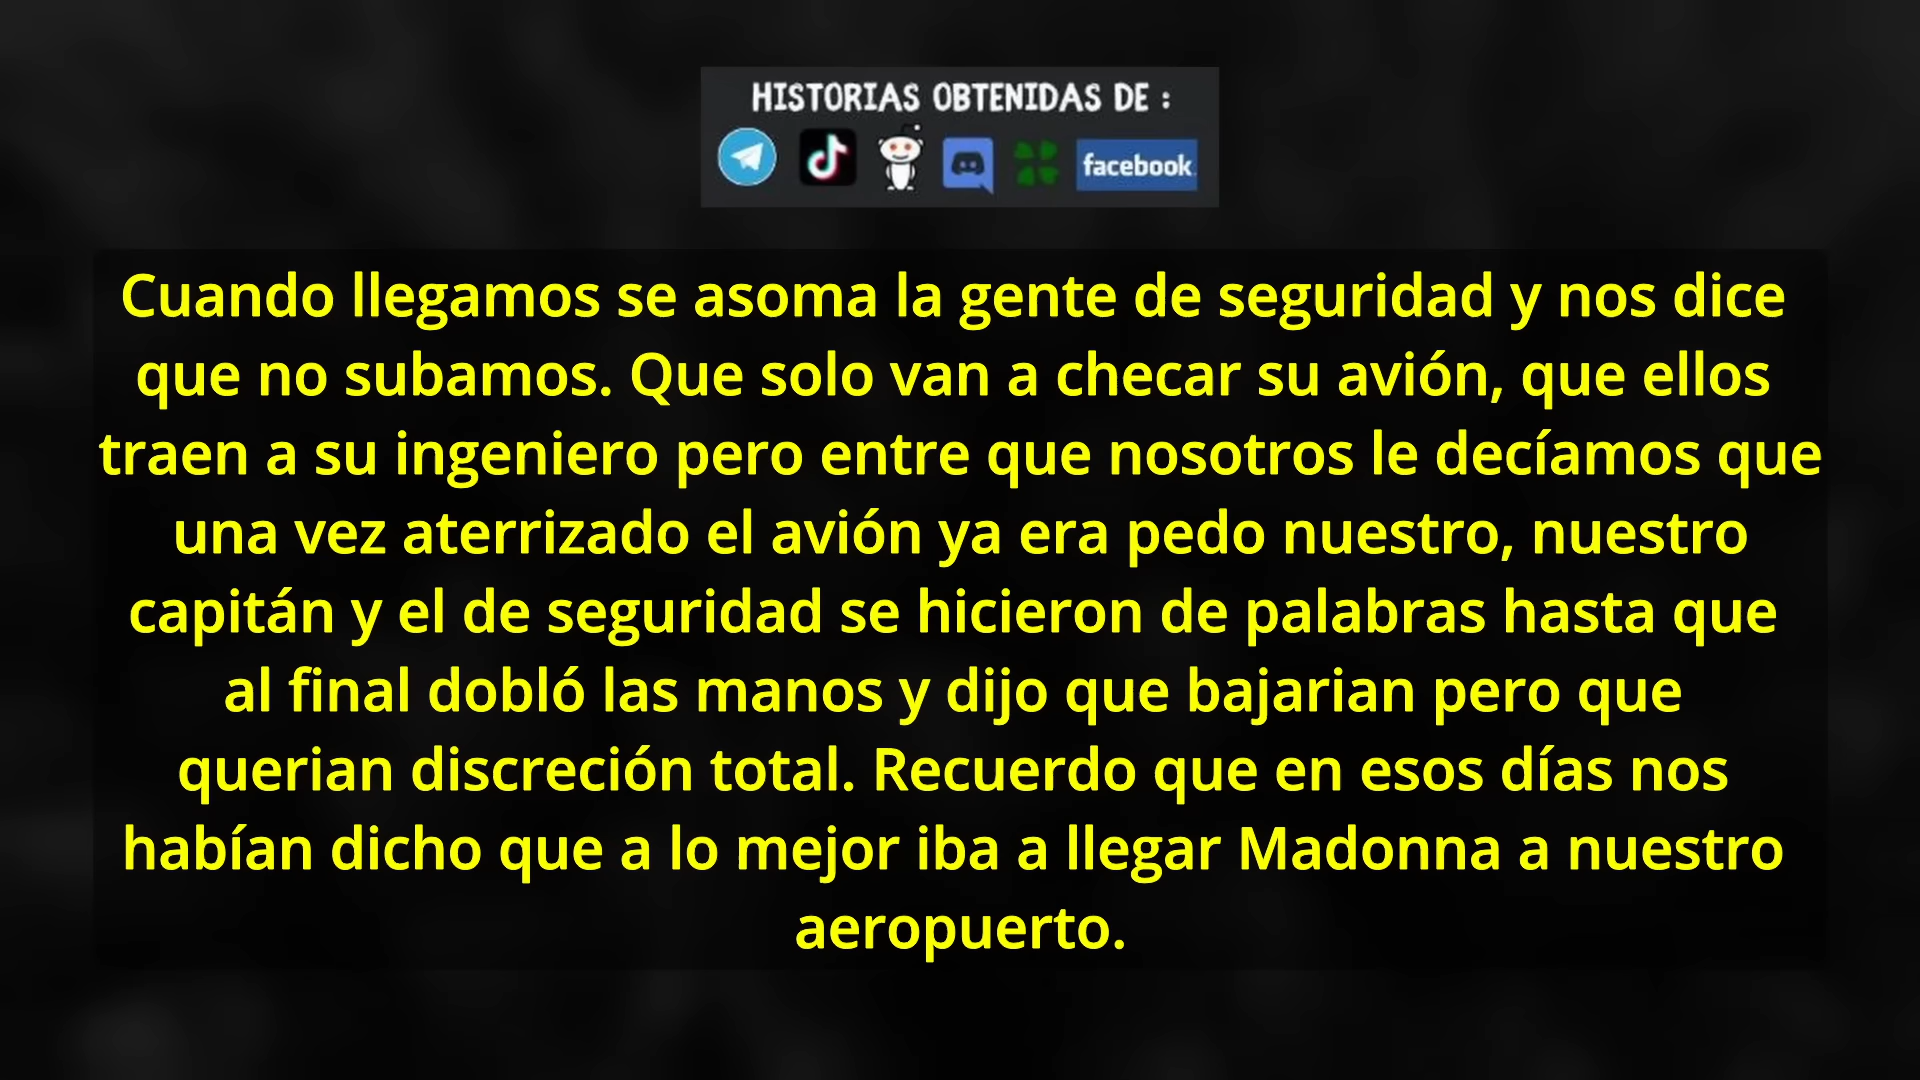 HISTORIAS OBTENIDAS DE :
facebook
Cuando llegamos se asoma la gente de seguridad y nos dice
que no subamos. Que solo van a checar su avión, que ellos
traen a su ingeniero pero entre que nosotros le decíamos que
una vez aterrizado el avión ya era pedo nuestro, nuestro
capitán y el de seguridad se hicieron de palabras hasta que
al final dobló las manos y dijo que bajarian pero que
querian discreción total. Recuerdo que en esos días nos
habían dicho que a lo mejor iba a llegar Madonna a nuestro
aeropuerto.